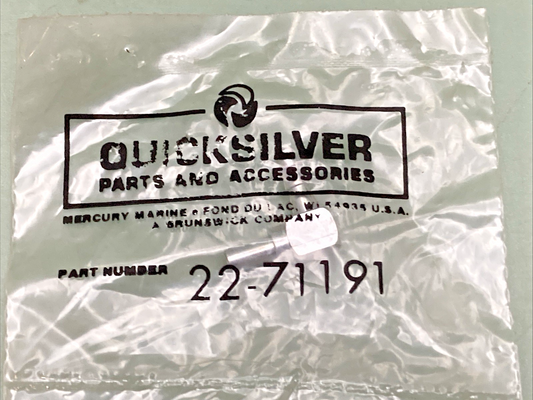 QUICKSILVER
PARTS AND ACCESSORIES
MERCURY MARINE • FOND DU LAC, WI 54935 U.S.A.
A BRUNSWICK COMPANY
PART NUMBER 22-71191